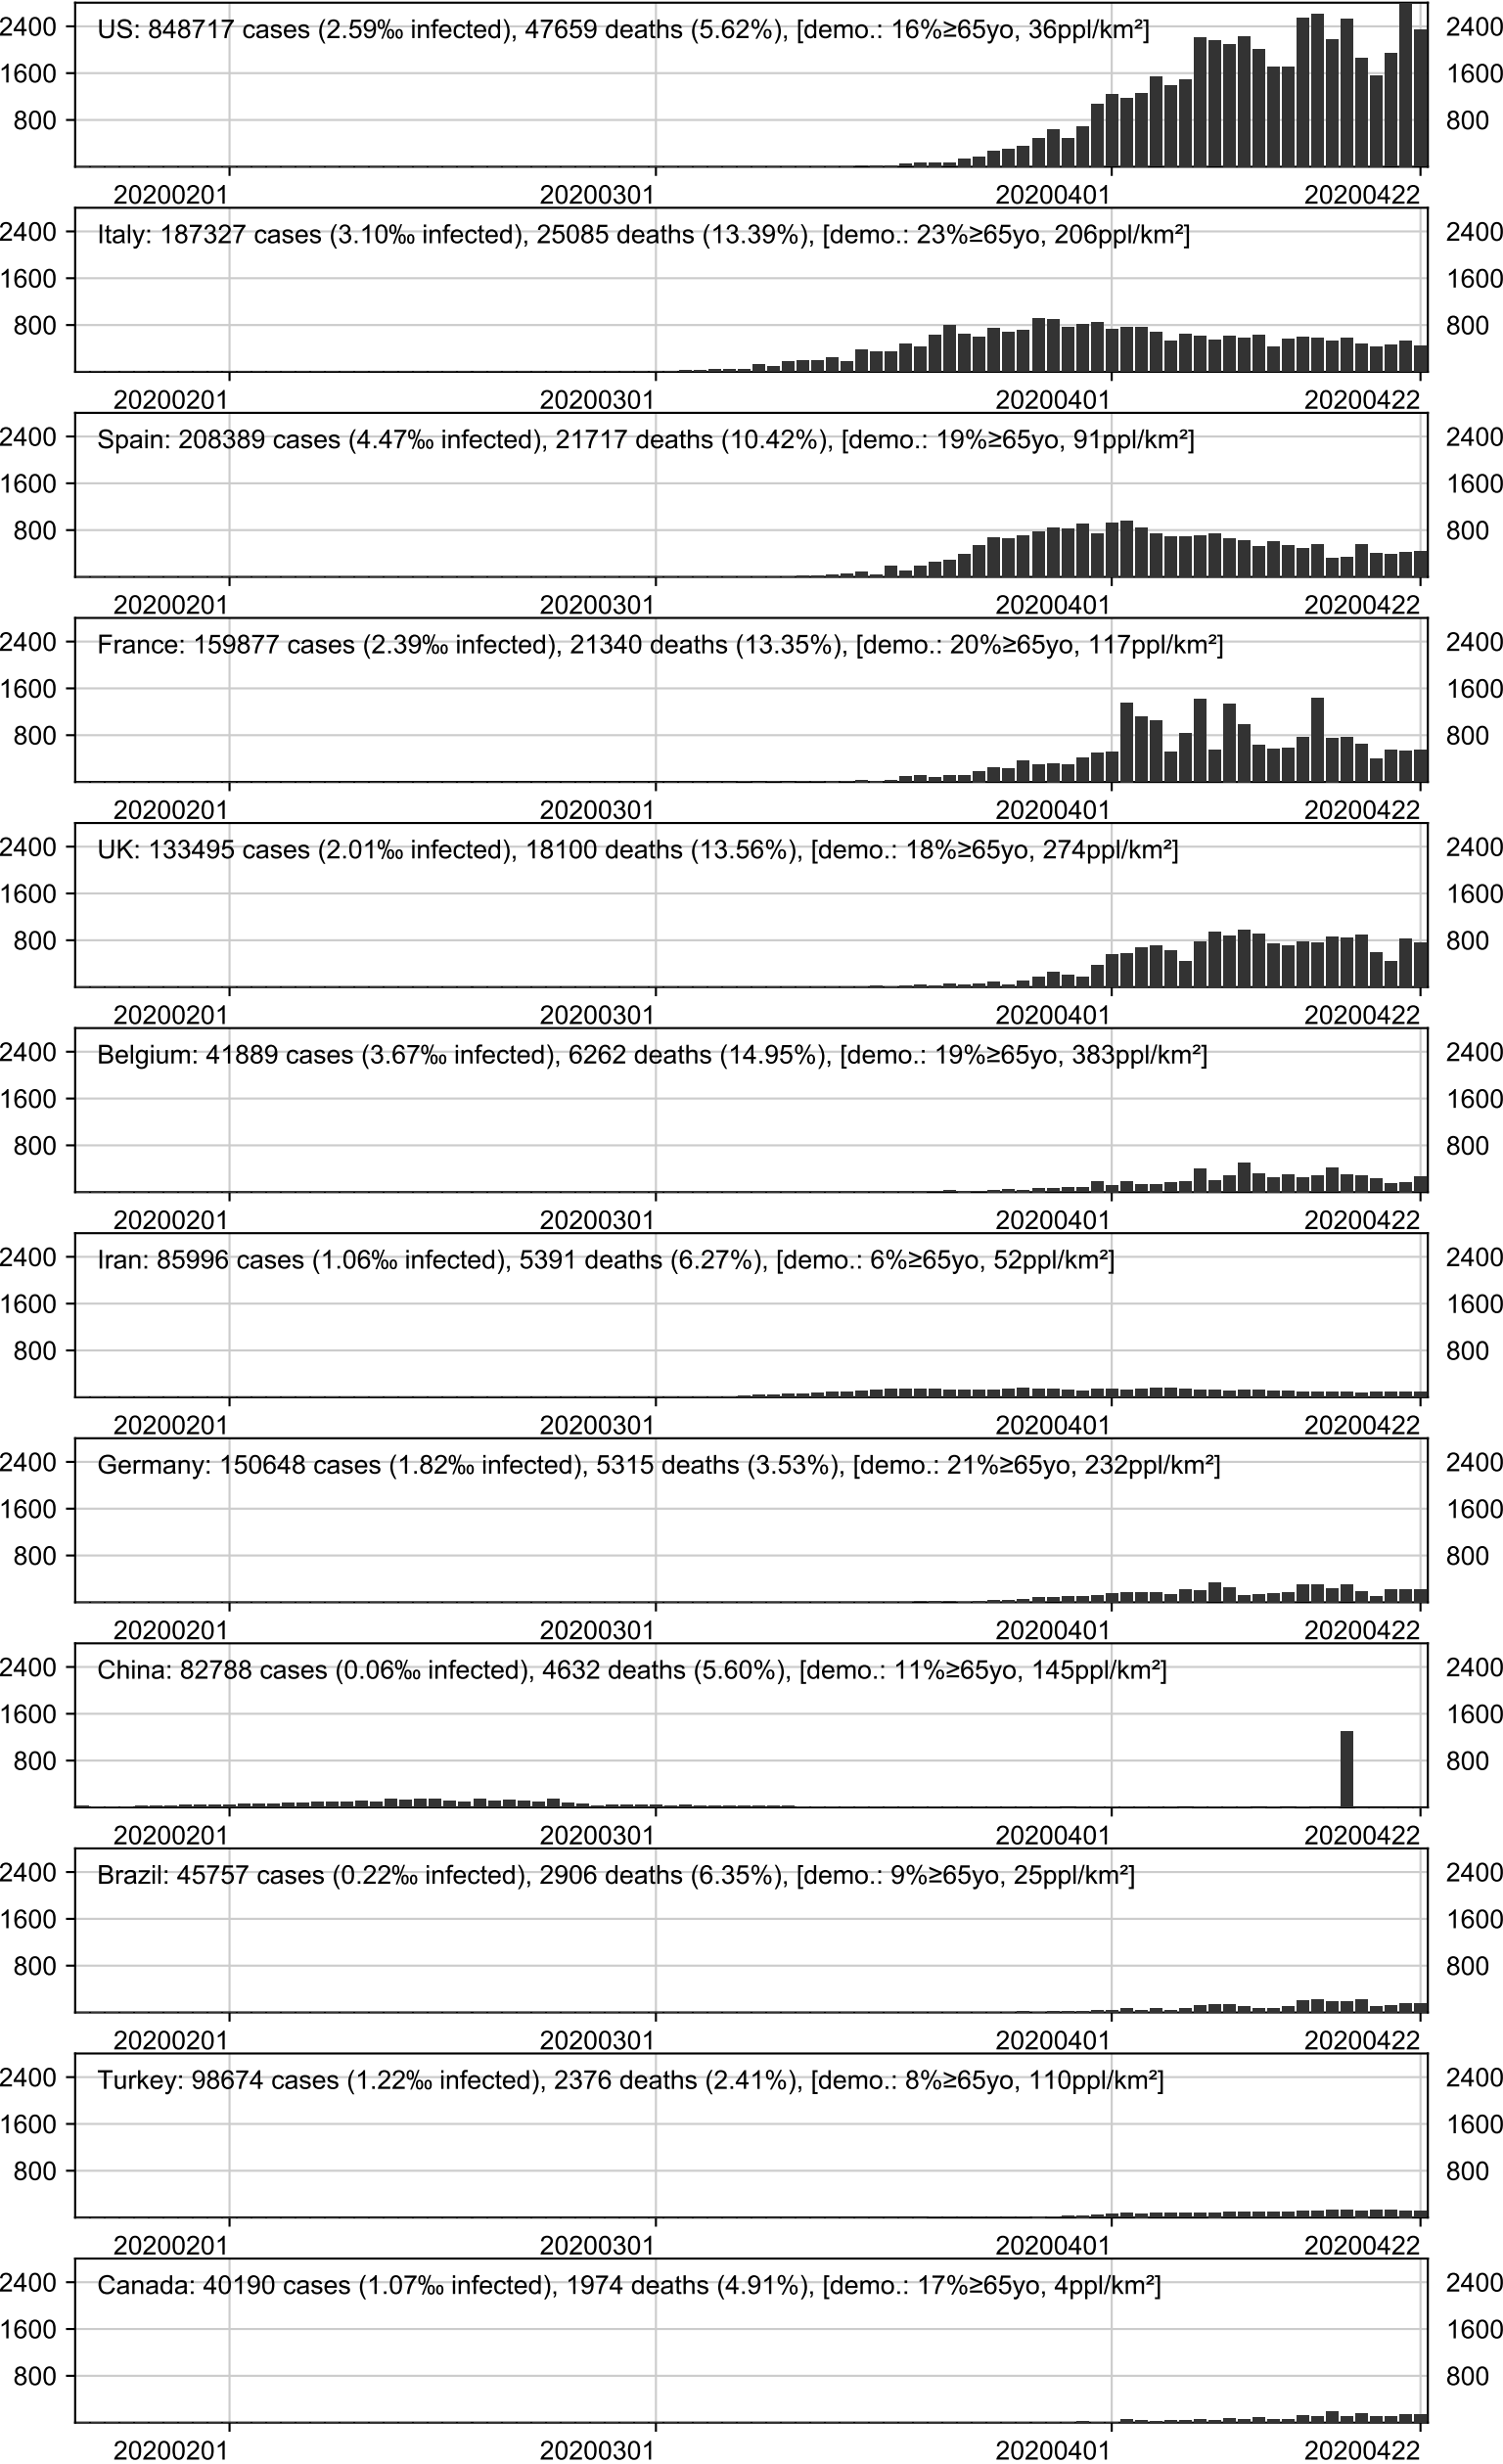 2400 US: 848717 cases (2.59‰ infected), 47659 deaths (5.62%), [demo.: 16%≥65yo, 36ppl/km²] 2400
1600 1600
800 800
20200201 20200301 20200401 20200422
2400 Italy: 187327 cases (3.10‰ infected), 25085 deaths (13.39%), [demo.: 23%≥65yo, 206ppl/km²] 2400
1600 1600
800 800
20200201 20200301 20200401 20200422
2400 Spain: 208389 cases (4.47‰ infected), 21717 deaths (10.42%), [demo.: 19%≥65yo, 91ppl/km²] 2400
1600 1600
800 800
20200201 20200301 20200401 20200422
2400 France: 159877 cases (2.39‰ infected), 21340 deaths (13.35%), [demo.: 20%≥65yo, 117ppl/km²] 2400
1600 1600
800 800
20200201 20200301 20200401 20200422
2400 UK: 133495 cases (2.01‰ infected), 18100 deaths (13.56%), [demo.: 18%≥65yo, 274ppl/km²] 2400
1600 1600
800 800
20200201 20200301 20200401 20200422
2400 Belgium: 41889 cases (3.67‰ infected), 6262 deaths (14.95%), [demo.: 19%≥65yo, 383ppl/km²] 2400
1600 1600
800 800
20200201 20200301 20200401 20200422
2400 Iran: 85996 cases (1.06‰ infected), 5391 deaths (6.27%), [demo.: 6%≥65yo, 52ppl/km²] 2400
1600 1600
800 800
20200201 20200301 20200401 20200422
2400 Germany: 150648 cases (1.82‰ infected), 5315 deaths (3.53%), [demo.: 21%≥65yo, 232ppl/km²] 2400
1600 1600
800 800
20200201 20200301 20200401 20200422
2400 China: 82788 cases (0.06‰ infected), 4632 deaths (5.60%), [demo.: 11%≥65yo, 145ppl/km²] 2400
1600 1600
800 800
20200201 20200301 20200401 20200422
2400 Brazil: 45757 cases (0.22‰ infected), 2906 deaths (6.35%), [demo.: 9%≥65yo, 25ppl/km²] 2400
1600 1600
800 800
20200201 20200301 20200401 20200422
2400 Turkey: 98674 cases (1.22‰ infected), 2376 deaths (2.41%), [demo.: 8%≥65yo, 110ppl/km²] 2400
1600 1600
800 800
20200201 20200301 20200401 20200422
2400 Canada: 40190 cases (1.07‰ infected), 1974 deaths (4.91%), [demo.: 17%≥65yo, 4ppl/km²] 2400
1600 1600
800 800
20200201 20200301 20200401 20200422